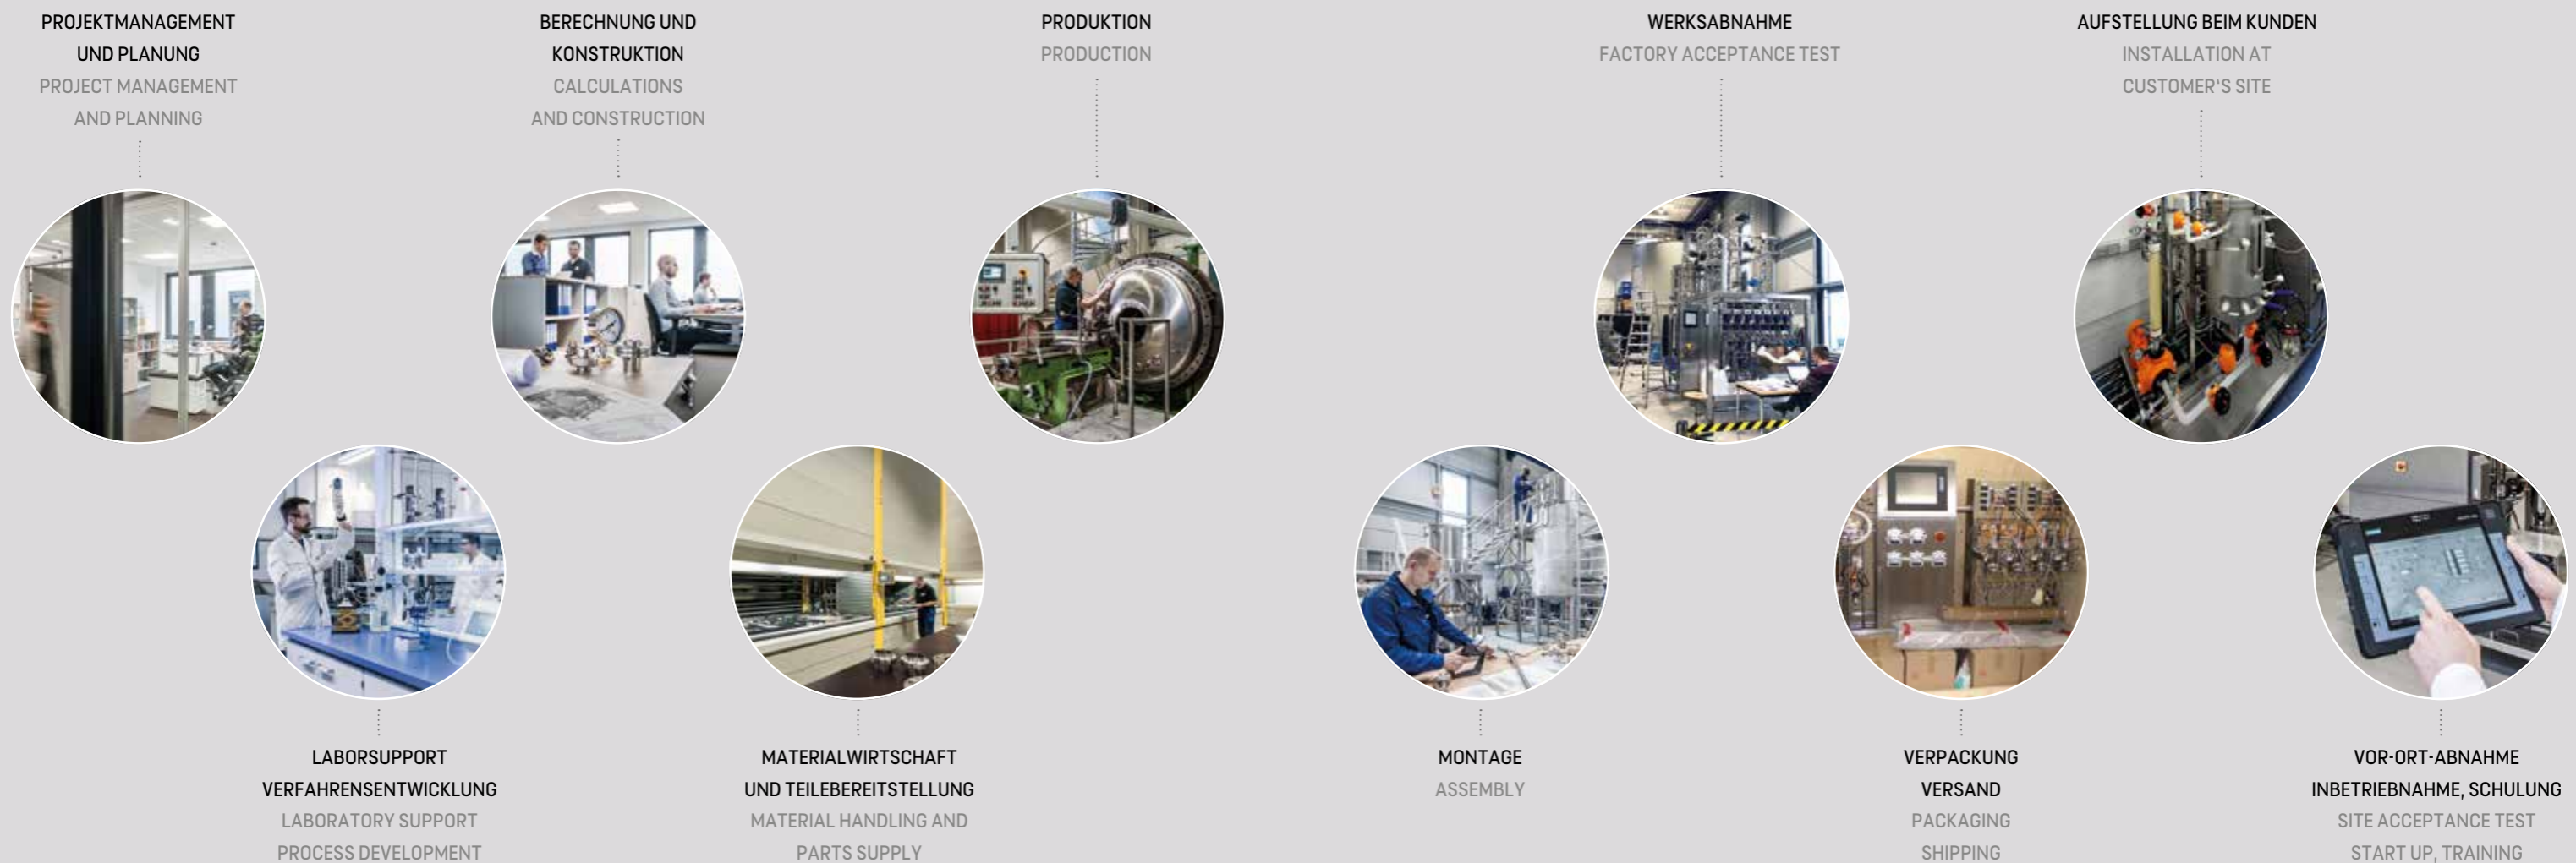 PROJEKTMANAGEMENT
UND PLANUNG
PROJECT MANAGEMENT
AND PLANNING
BERECHNUNG UND
KONSTRUKTION
CALCULATIONS
AND CONSTRUCTION
PRODUKTION
PRODUCTION
WERKSABNAHME
FACTORY ACCEPTANCE TEST
AUFSTELLUNG BEIM KUNDEN
INSTALLATION AT
CUSTOMER'S SITE
LABORSUPPORT
VERFAHRENSENTWICKLUNG
LABORATORY SUPPORT
PROCESS DEVELOPMENT
MATERIALWIRTSCHAFT
UND TEILEBEREITSTELLUNG
MATERIAL HANDLING AND
PARTS SUPPLY
MONTAGE
ASSEMBLY
VERPACKUNG
VERSAND
PACKAGING
SHIPPING
VOR-ORT-ABNAHME
INBETRIEBNAHME, SCHULUNG
SITE ACCEPTANCE TEST
START UP, TRAINING